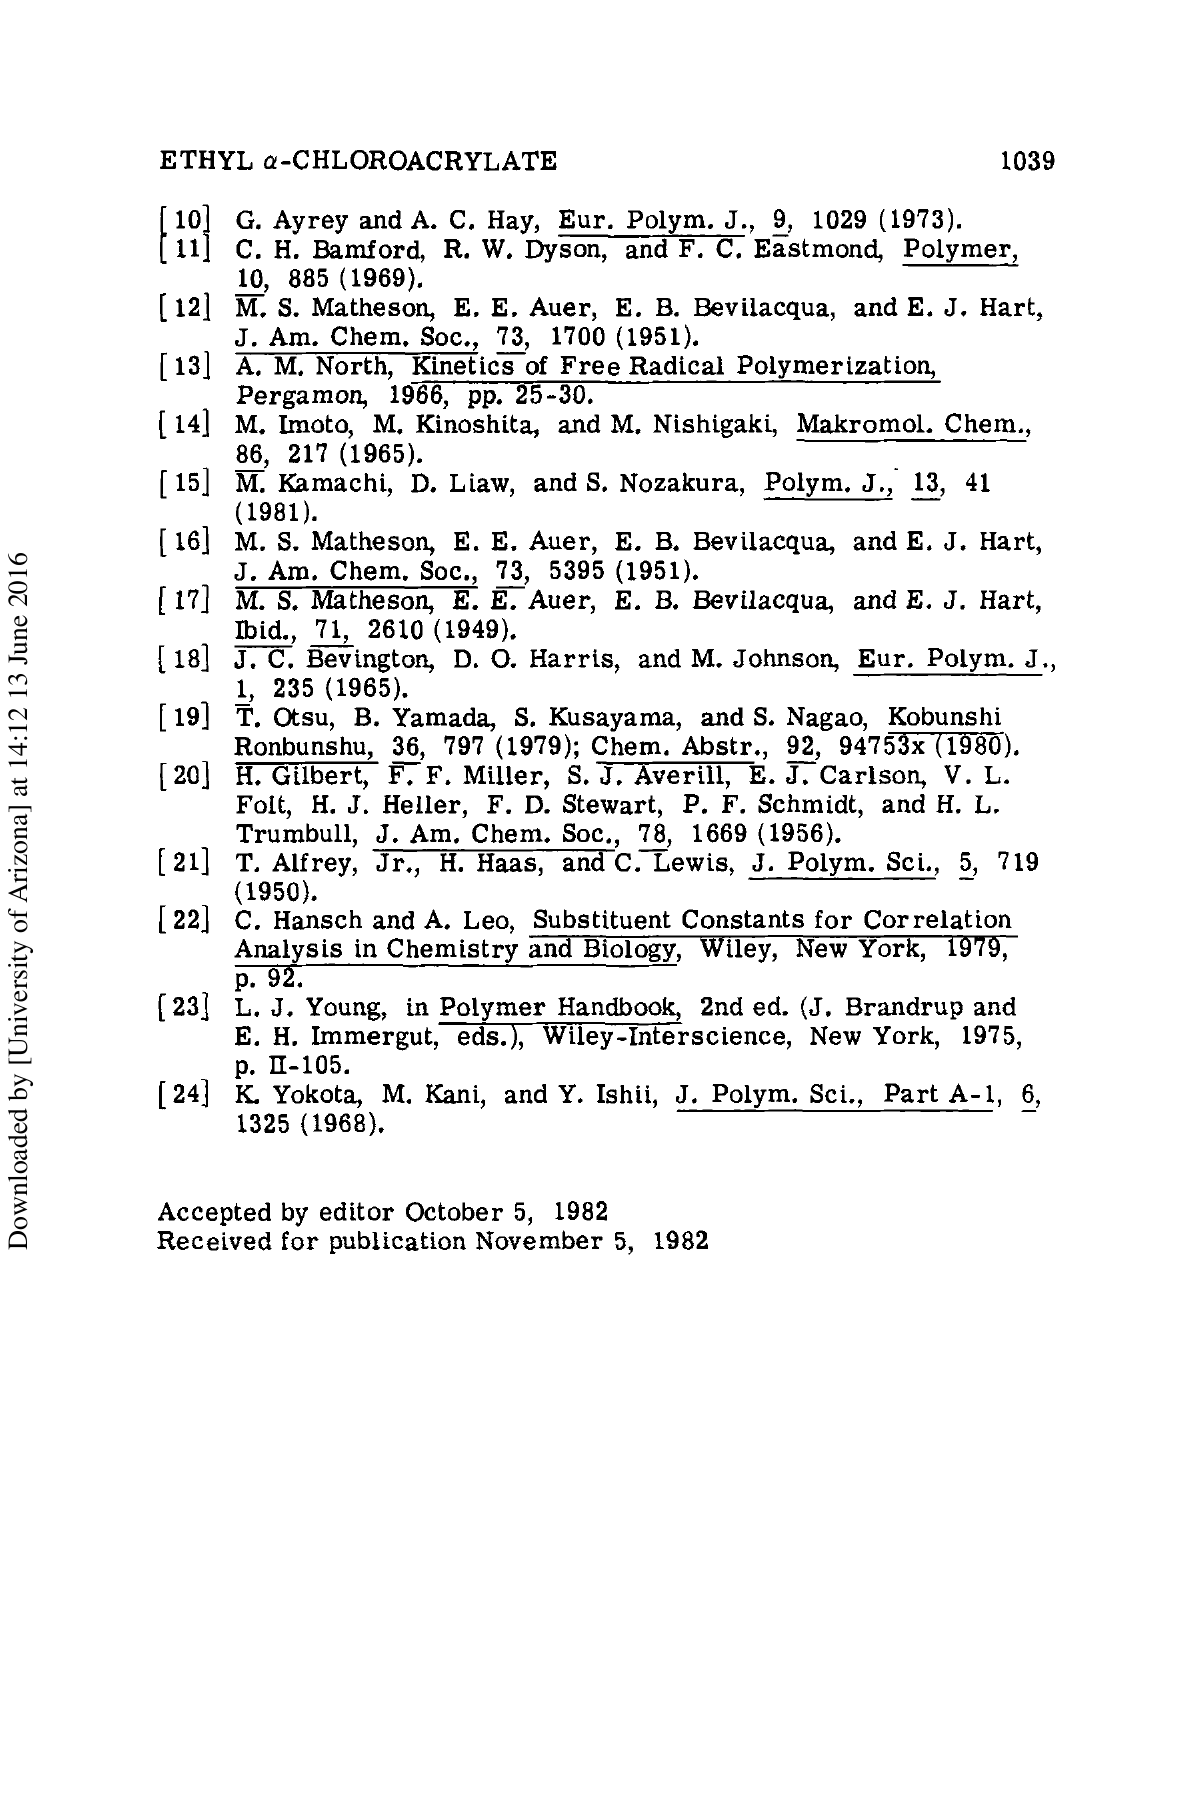 ETHYL α-CHLOROACRYLATE 1039
[10] G. Ayrey and A. C. Hay, Eur. Polym. J., 9, 1029 (1973).
[11] C. H. Bamford, R. W. Dyson, and F. C. Eastmond, Polymer,
10, 885 (1969).
[12] M. S. Matheson, E. E. Auer, E. B. Bevilacqua, and E. J. Hart,
J. Am. Chem. Soc., 73, 1700 (1951).
[13] A. M. North, Kinetics of Free Radical Polymerization,
Pergamon, 1966, pp. 25-30.
[14] M. Imoto, M. Kinoshita, and M. Nishigaki, Makromol. Chem.,
86, 217 (1965).
[15] M. Kamachi, D. Liaw, and S. Nozakura, Polym. J., 13, 41
(1981).
[16] M. S. Matheson, E. E. Auer, E. B. Bevilacqua, and E. J. Hart,
J. Am. Chem. Soc., 73, 5395 (1951).
[17] M. S. Matheson, E. E. Auer, E. B. Bevilacqua, and E. J. Hart,
Ibid., 71, 2610 (1949).
[18] J. C. Bevington, D. O. Harris, and M. Johnson, Eur. Polym. J.,
1, 235 (1965).
[19] T. Otsu, B. Yamada, S. Kusayama, and S. Nagao, Kobunshi
Ronbunshu, 36, 797 (1979); Chem. Abstr., 92, 94753x (1980).
[20] H. Gilbert, F. F. Miller, S. J. Averill, E. J. Carlson, V. L.
Folt, H. J. Heller, F. D. Stewart, P. F. Schmidt, and H. L.
Trumbull, J. Am. Chem. Soc., 78, 1669 (1956).
[21] T. Alfrey, Jr., H. Haas, and C. Lewis, J. Polym. Sci., 5, 719
(1950).
[22] C. Hansch and A. Leo, Substituent Constants for Correlation
Analysis in Chemistry and Biology, Wiley, New York, 1979,
p. 92.
[23] L. J. Young, in Polymer Handbook, 2nd ed. (J. Brandrup and
E. H. Immergut, eds.), Wiley-Interscience, New York, 1975,
p. II-105.
[24] K. Yokota, M. Kani, and Y. Ishii, J. Polym. Sci., Part A-1, 6,
1325 (1968).
Accepted by editor October 5, 1982
Received for publication November 5, 1982
Downloaded by [University of Arizona] at 14:12 13 June 2016